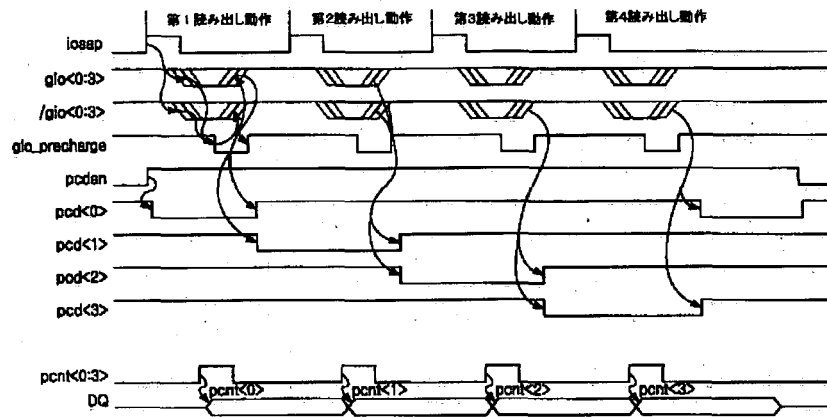 第1読み出し動作 第2読み出し動作 第3読み出し動作 第4読み出し動作
iosap
gio<0:3>
/gio<0:3>
gio_precharge
pcden
pcd<0>
pcd<1>
pcd<2>
pcd<3>
pcnt<0:3>
pcnt<0> pcnt<1> pcnt<2> pcnt<3>
DQ